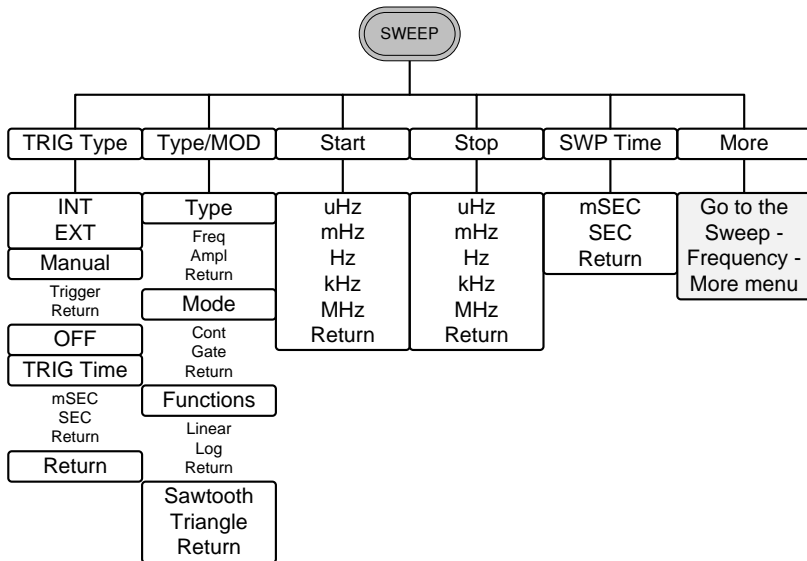 SWEEP
TRIG Type
Type/MOD
Start
Stop
SWP Time
More
INT
EXT
Manual
Trigger
Return
OFF
TRIG Time
mSEC
SEC
Return
Return
Type
Freq
Ampl
Return
Mode
Cont
Gate
Return
Functions
Linear
Log
Return
Sawtooth
Triangle
Return
uHz
mHz
Hz
kHz
MHz
Return
uHz
mHz
Hz
kHz
MHz
Return
mSEC
SEC
Return
Go to the
Sweep -
Frequency -
More menu